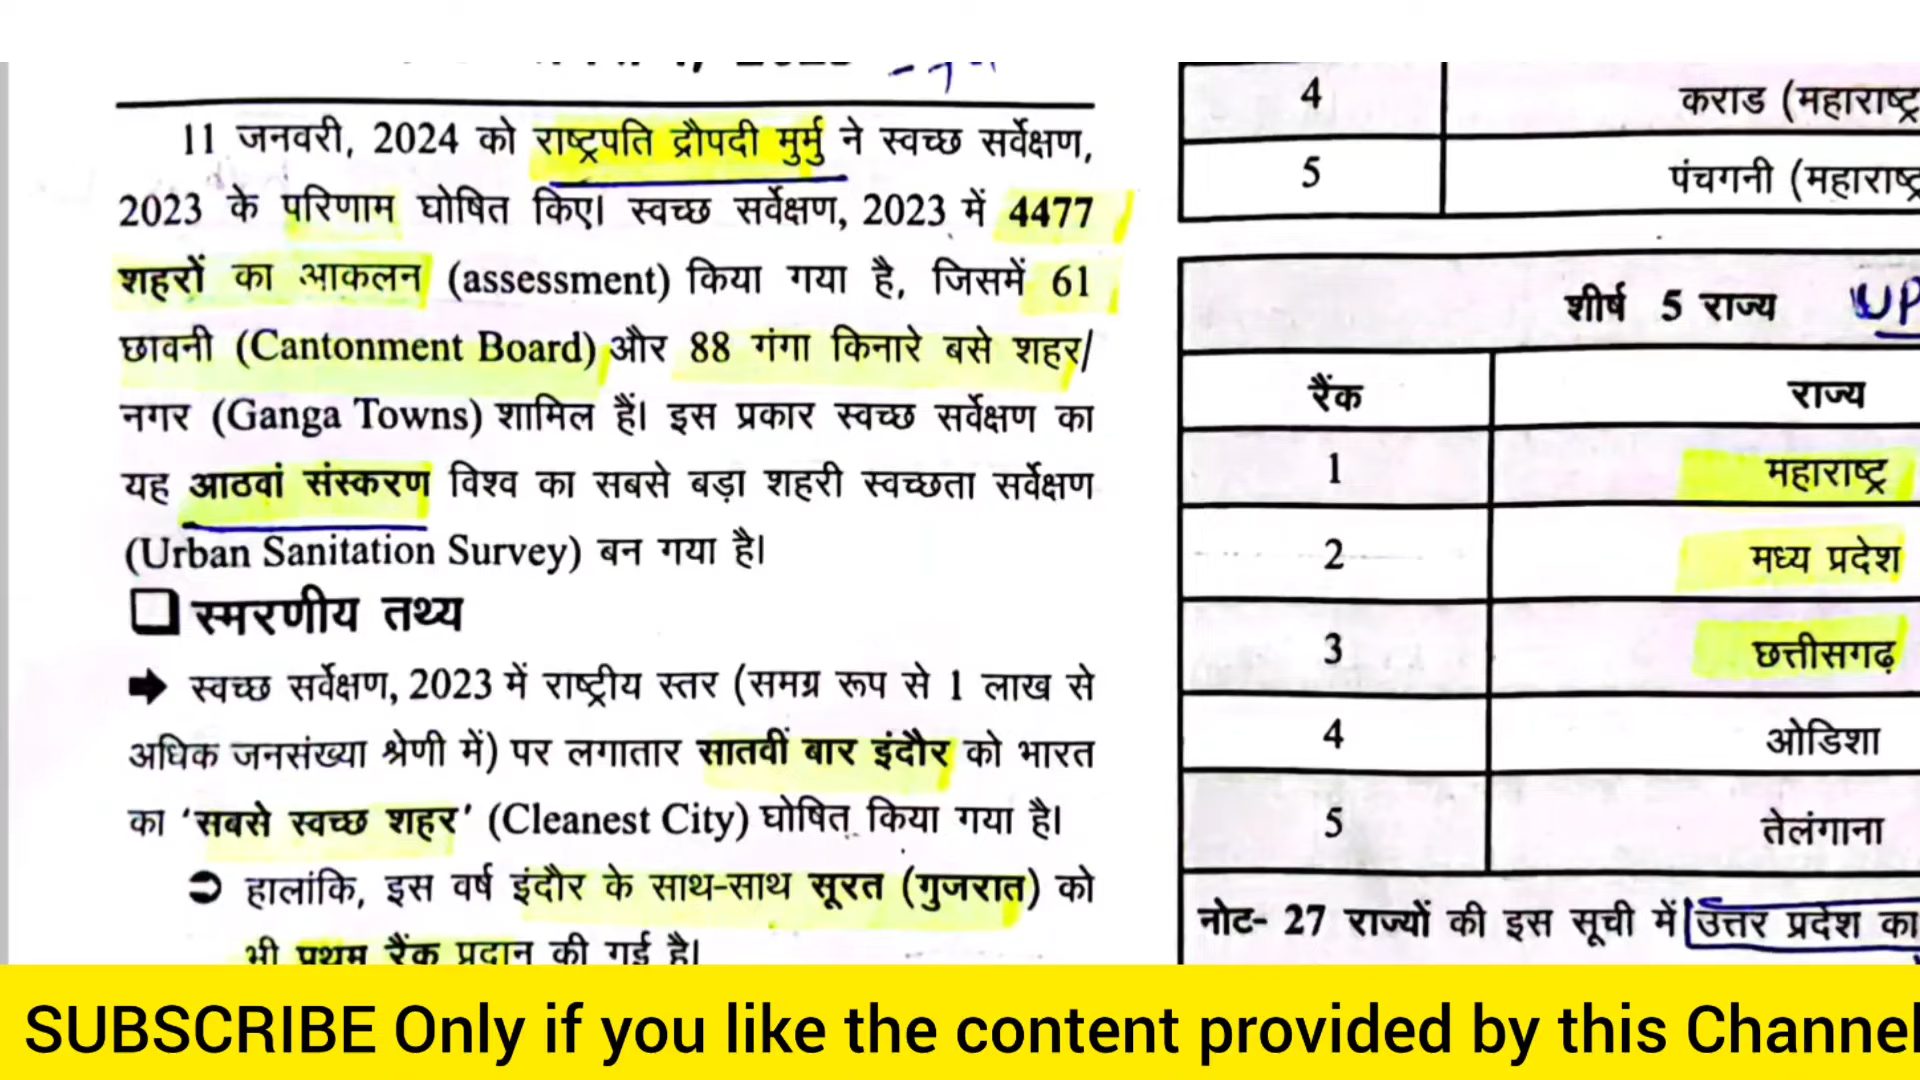 11 जनवरी, 2024 को राष्ट्रपति द्रौपदी मुर्मु ने स्वच्छ सर्वेक्षण,
2023 के परिणाम घोषित किए। स्वच्छ सर्वेक्षण, 2023 में 4477
शहरों का आकलन (assessment) किया गया है, जिसमें 61
छावनी (Cantonment Board) और 88 गंगा किनारे बसे शहर/
नगर (Ganga Towns) शामिल हैं। इस प्रकार स्वच्छ सर्वेक्षण का
यह आठवां संस्करण विश्व का सबसे बड़ा शहरी स्वच्छता सर्वेक्षण
(Urban Sanitation Survey) बन गया है।
स्मरणीय तथ्य
स्वच्छ सर्वेक्षण, 2023 में राष्ट्रीय स्तर (समग्र रूप से 1 लाख से
अधिक जनसंख्या श्रेणी में) पर लगातार सातवीं बार इंदौर को भारत
का ‘सबसे स्वच्छ शहर’ (Cleanest City) घोषित किया गया है।
हालांकि, इस वर्ष इंदौर के साथ-साथ सूरत (गुजरात) को
भी प्रथम रैंक प्रदान की गई है।
4 कराड (महाराष्ट्र
5 पंचगनी (महाराष्ट्र
शीर्ष 5 राज्य UP
रैंक राज्य
1 महाराष्ट्र
2 मध्य प्रदेश
3 छत्तीसगढ़
4 ओडिशा
5 तेलंगाना
नोट- 27 राज्यों की इस सूची में उत्तर प्रदेश का
SUBSCRIBE Only if you like the content provided by this Channel